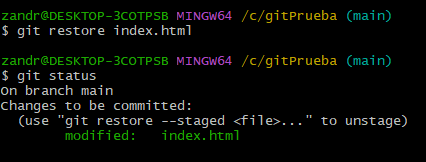 zandr@DESKTOP-3COTPSB MINGW64 /c/gitPrueba (main)
$ git restore index.html
zandr@DESKTOP-3COTPSB MINGW64 /c/gitPrueba (main)
$ git status
On branch main
Changes to be committed:
  (use "git restore --staged <file>..." to unstage)
        modified:   index.html